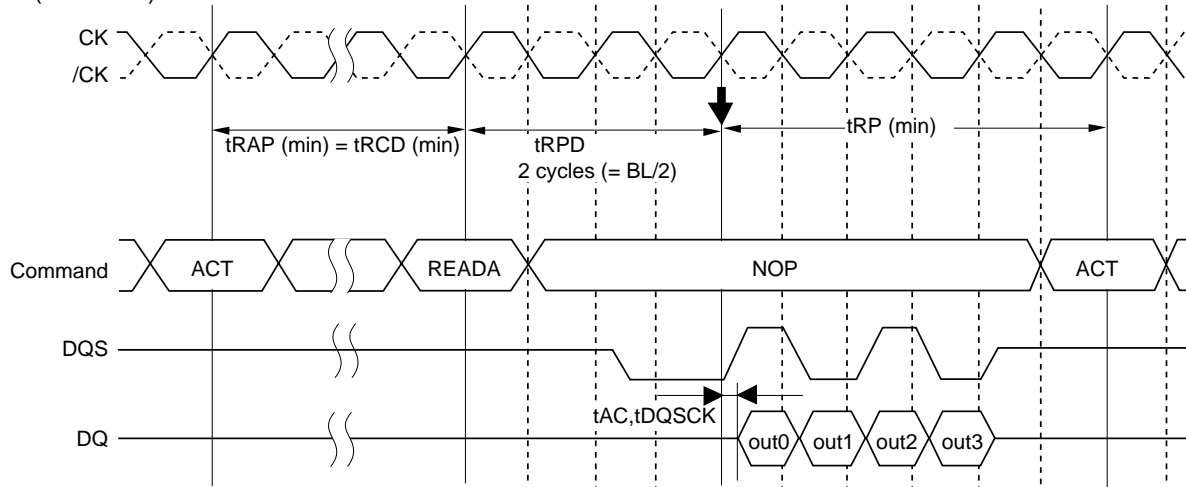 CK
/CK
tRAP (min) = tRCD (min)
tRPD
2 cycles (= BL/2)
tRP (min)
Command
ACT
READA
NOP
ACT
DQS
tAC,tDQSCK
DQ
out0
out1
out2
out3